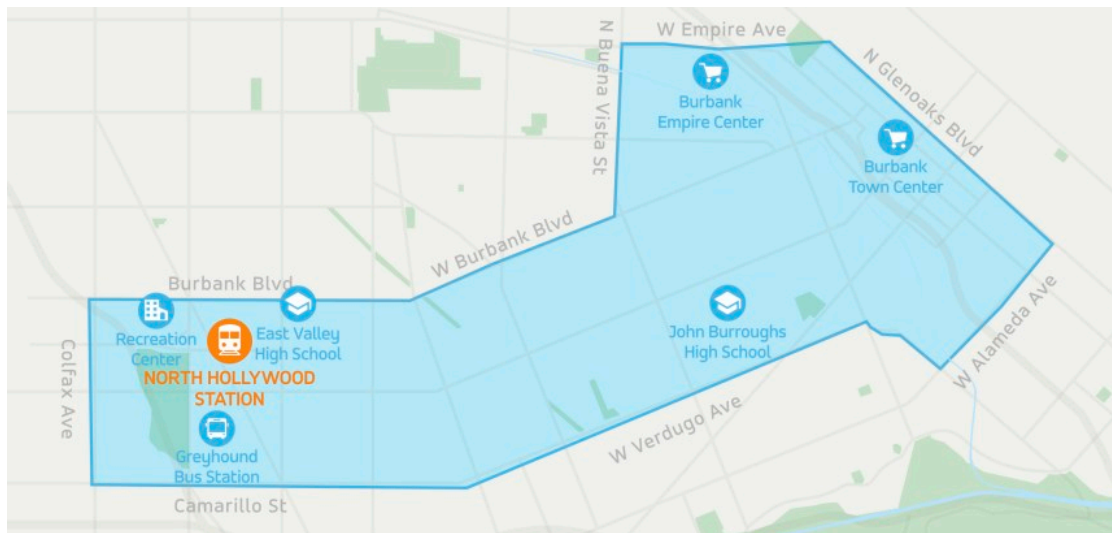 W Empire Ave
N Buena Vista St
N Glenoaks Blvd
Burbank
Empire Center
Burbank
Town Center
W Burbank Blvd
Burbank Blvd
Recreation
Center
East Valley
High School
NORTH HOLLYWOOD
STATION
Colfax Ave
John Burroughs
High School
W Alameda Ave
W Verdugo Ave
Greyhound
Bus Station
Camarillo St